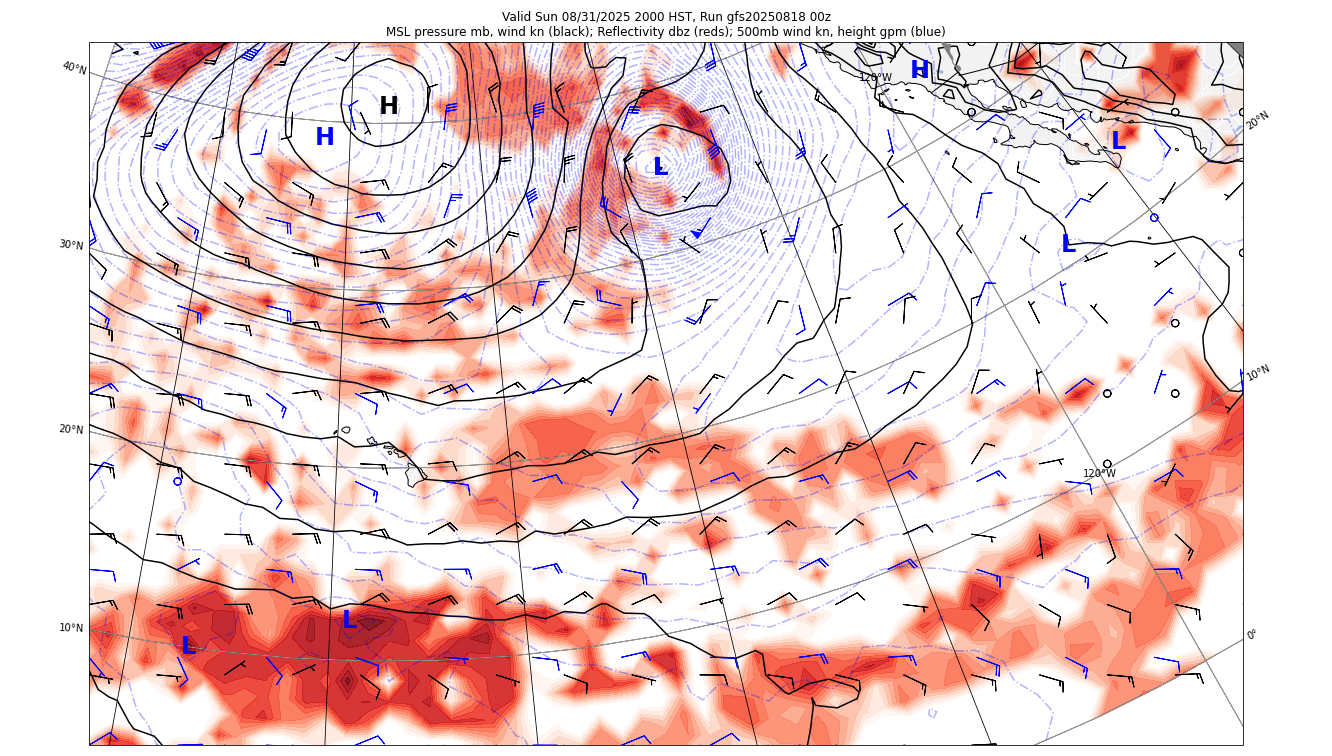 Valid Sun 08/31/2025 2000 HST, Run gfs20250818 00z
MSL pressure mb, wind kn (black); Reflectivity dbz (reds); 500mb wind kn, height gpm (blue)
40°N
120°W
H
H
H
L
L
20°N
30°N
L
10°N
20°N
120°W
10°N
L
L
0°